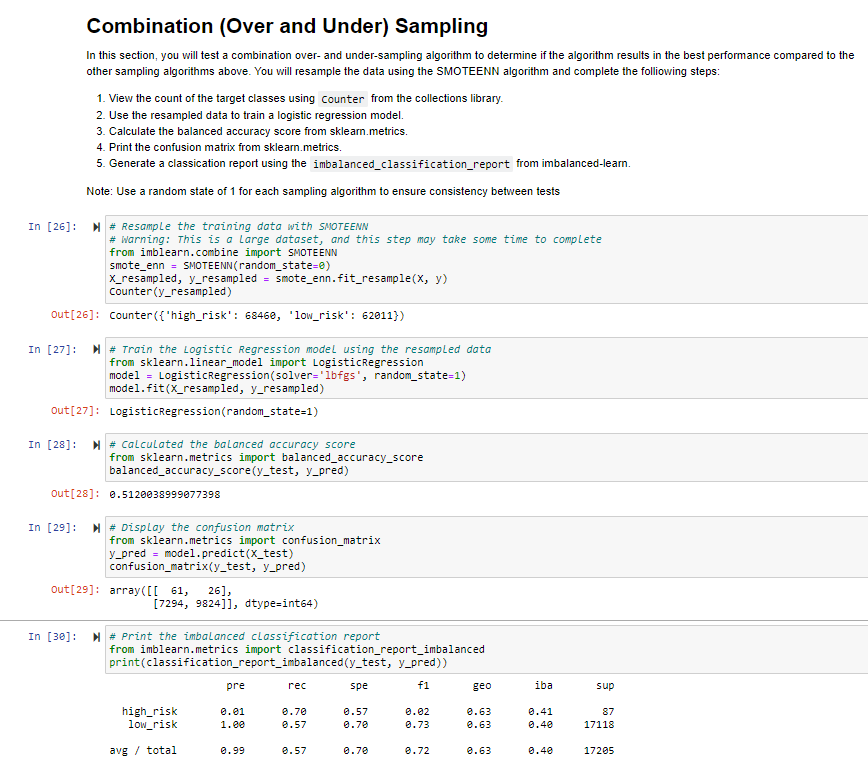 Combination (Over and Under) Sampling
In this section, you will test a combination over- and under-sampling algorithm to determine if the algorithm results in the best performance compared to the
other sampling algorithms above. You will resample the data using the SMOTEENN algorithm and complete the following steps:
1. View the count of the target classes using Counter from the collections library.
2. Use the resampled data to train a logistic regression model.
3. Calculate the balanced accuracy score from sklearn.metrics.
4. Print the confusion matrix from sklearn.metrics.
5. Generate a classication report using the imbalanced_classification_report from imbalanced-learn.
Note: Use a random state of 1 for each sampling algorithm to ensure consistency between tests
In [26]: # Resample the training data with SMOTEENN
# Warning: This is a large dataset, and this step may take some time to complete
from imblearn.combine import SMOTEENN
smote_enn = SMOTEENN(random_state=0)
X_resampled, y_resampled = smote_enn.fit_resample(X, y)
Counter(y_resampled)
Out[26]: Counter({'high_risk': 68460, 'low_risk': 62011})
In [27]: # Train the Logistic Regression model using the resampled data
from sklearn.linear_model import LogisticRegression
model = LogisticRegression(solver='lbfgs', random_state=1)
model.fit(X_resampled, y_resampled)
Out[27]: LogisticRegression(random_state=1)
In [28]: # Calculated the balanced accuracy score
from sklearn.metrics import balanced_accuracy_score
balanced_accuracy_score(y_test, y_pred)
Out[28]: 0.5120038999077398
In [29]: # Display the confusion matrix
from sklearn.metrics import confusion_matrix
y_pred = model.predict(X_test)
confusion_matrix(y_test, y_pred)
Out[29]: array([[  61,   26],
[7294, 9824]], dtype=int64)
In [30]: # Print the imbalanced classification report
from imblearn.metrics import classification_report_imbalanced
print(classification_report_imbalanced(y_test, y_pred))
pre rec spe f1 geo iba sup
high_risk 0.01 0.70 0.57 0.02 0.63 0.41 87
low_risk 1.00 0.57 0.70 0.73 0.63 0.40 17118
avg / total 0.99 0.57 0.70 0.72 0.63 0.40 17205